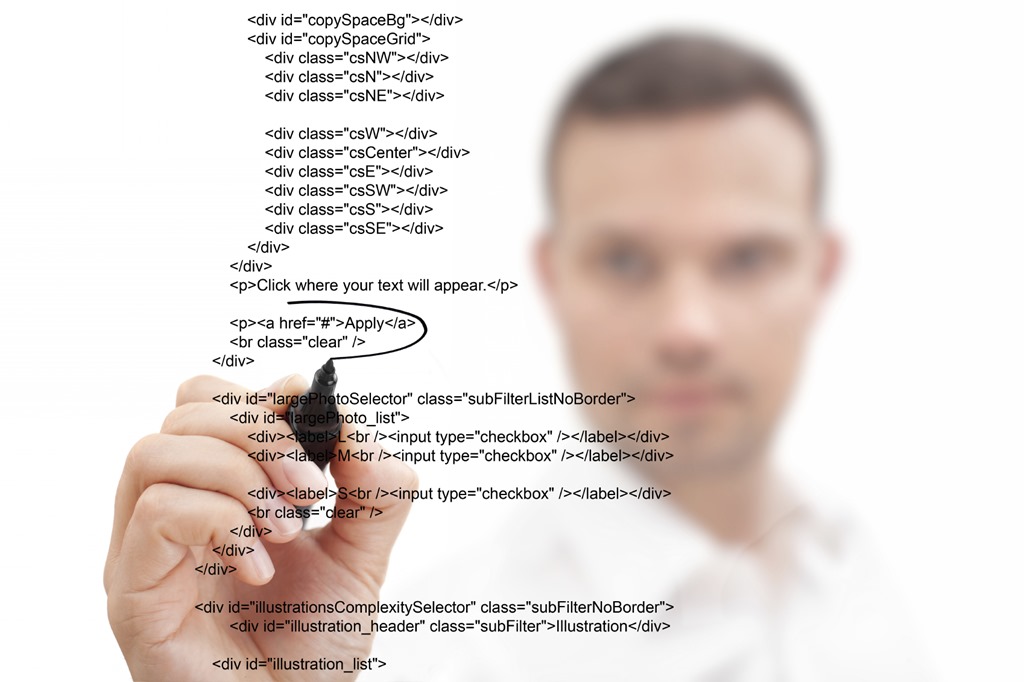 <div id="copySpaceBg"></div>
<div id="copySpaceGrid">
<div class="csNW"></div>
<div class="csN"></div>
<div class="csNE"></div>
<div class="csW"></div>
<div class="csCenter"></div>
<div class="csE"></div>
<div class="csSW"></div>
<div class="csS"></div>
<div class="csSE"></div>
</div>
</div>
<p>Click where your text will appear.</p>
<p><a href="#">Apply</a>
<br class="clear" />
</div>
<div id="largePhotoSelector" class="subFilterListNoBorder">
<div id="largePhoto_list">
<div><label>L<br /><input type="checkbox" /></label></div>
<div><label>M<br /><input type="checkbox" /></label></div>
<div><label>S<br /><input type="checkbox" /></label></div>
<br class="clear" />
</div>
</div>
</div>
<div id="illustrationsComplexitySelector" class="subFilterNoBorder">
<div id="illustration_header" class="subFilter">Illustration</div>
<div id="illustration_list">